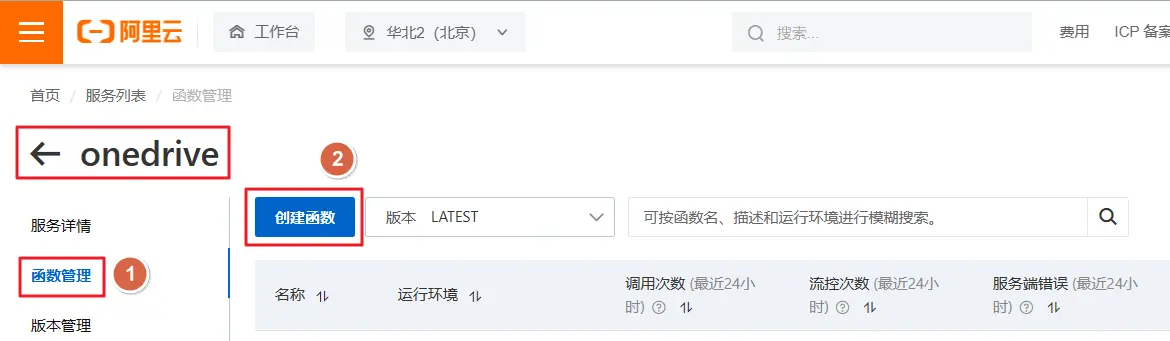 阿里云 工作台 华北2（北京） 搜索... 费用 ICP 备案
首页 / 服务列表 / 函数管理
← onedrive
2
服务详情
创建函数 版本 LATEST 可按函数名、描述和运行环境进行模糊搜索。
函数管理 1
名称 运行环境 调用次数 (最近24小时) 流控次数 (最近24小时) 服务端错误 (最近24小时)
版本管理